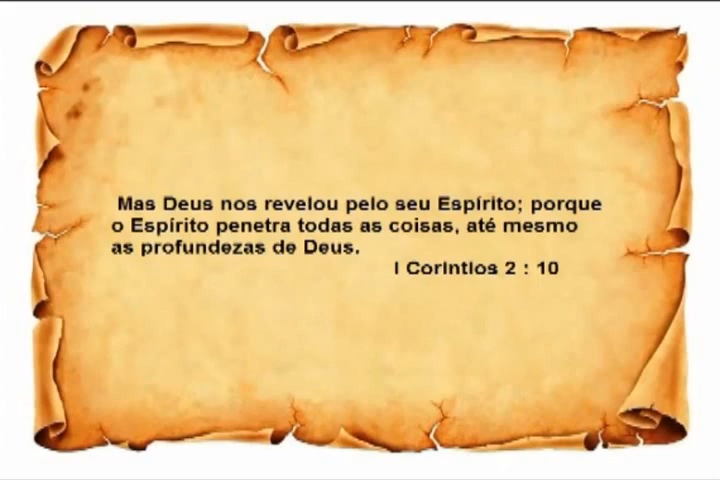 Mas Deus nos revelou pelo seu Espírito; porque
o Espírito penetra todas as coisas, até mesmo
as profundezas de Deus.
I Coríntios 2 : 10